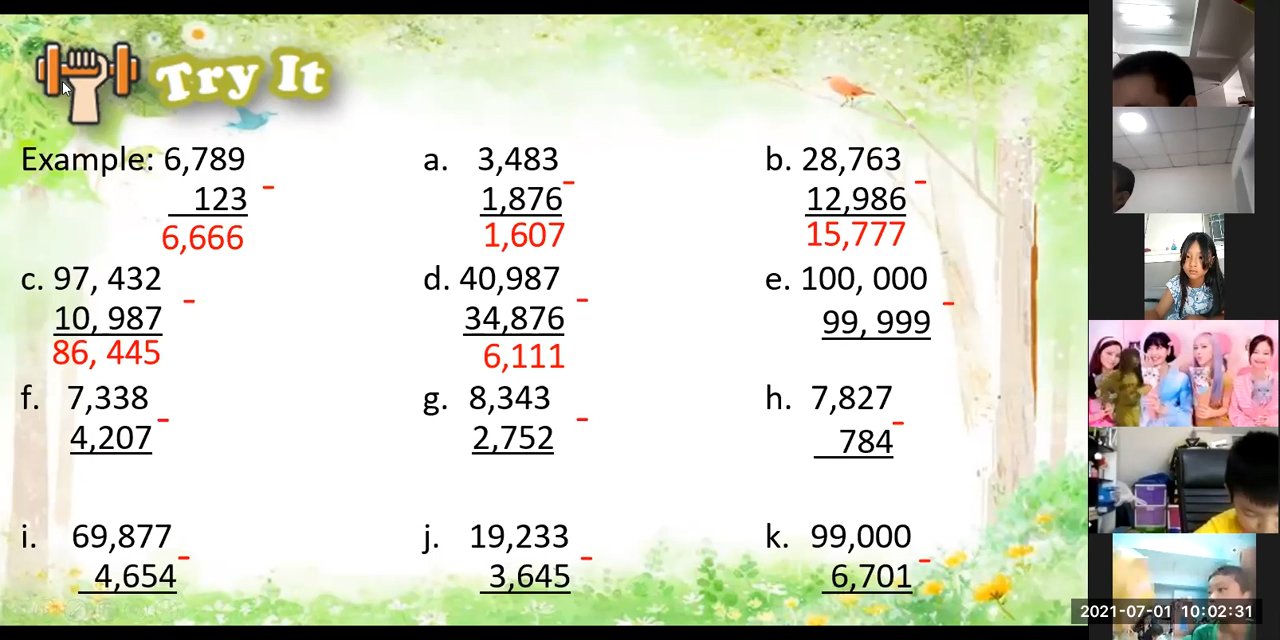 Try It
Example: 6,789 - 123 6,666
a. 3,483 - 1,876 1,607
b. 28,763 - 12,986 15,777
c. 97, 432 - 10, 987 86, 445
d. 40,987 - 34,876 6,111
e. 100, 000 - 99, 999
f. 7,338 - 4,207
g. 8,343 - 2,752
h. 7,827 - 784
i. 69,877 - 4,654
j. 19,233 - 3,645
k. 99,000 - 6,701
2021-07-01 10:02:31